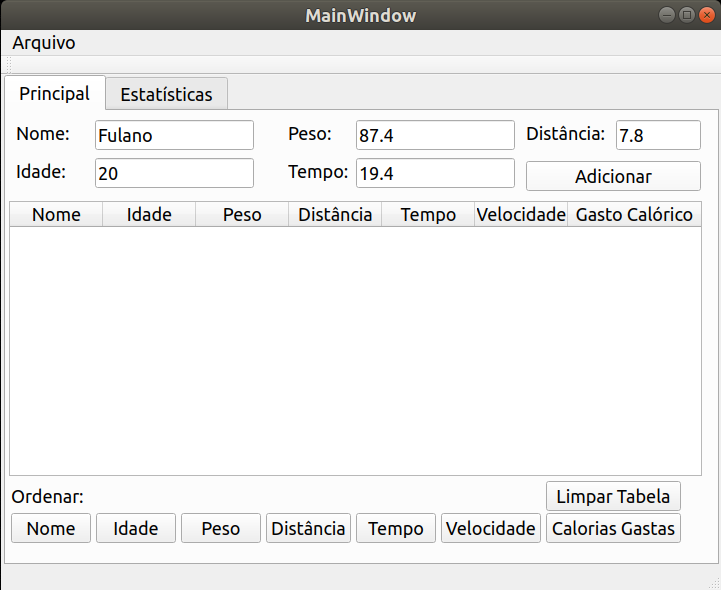 MainWindow
Arquivo
Principal Estatísticas
Nome: Fulano Peso: 87.4 Distância: 7.8
Idade: 20 Tempo: 19.4 Adicionar
Nome Idade Peso Distância Tempo Velocidade Gasto Calórico
Ordenar: Limpar Tabela
Nome Idade Peso Distância Tempo Velocidade Calorias Gastas